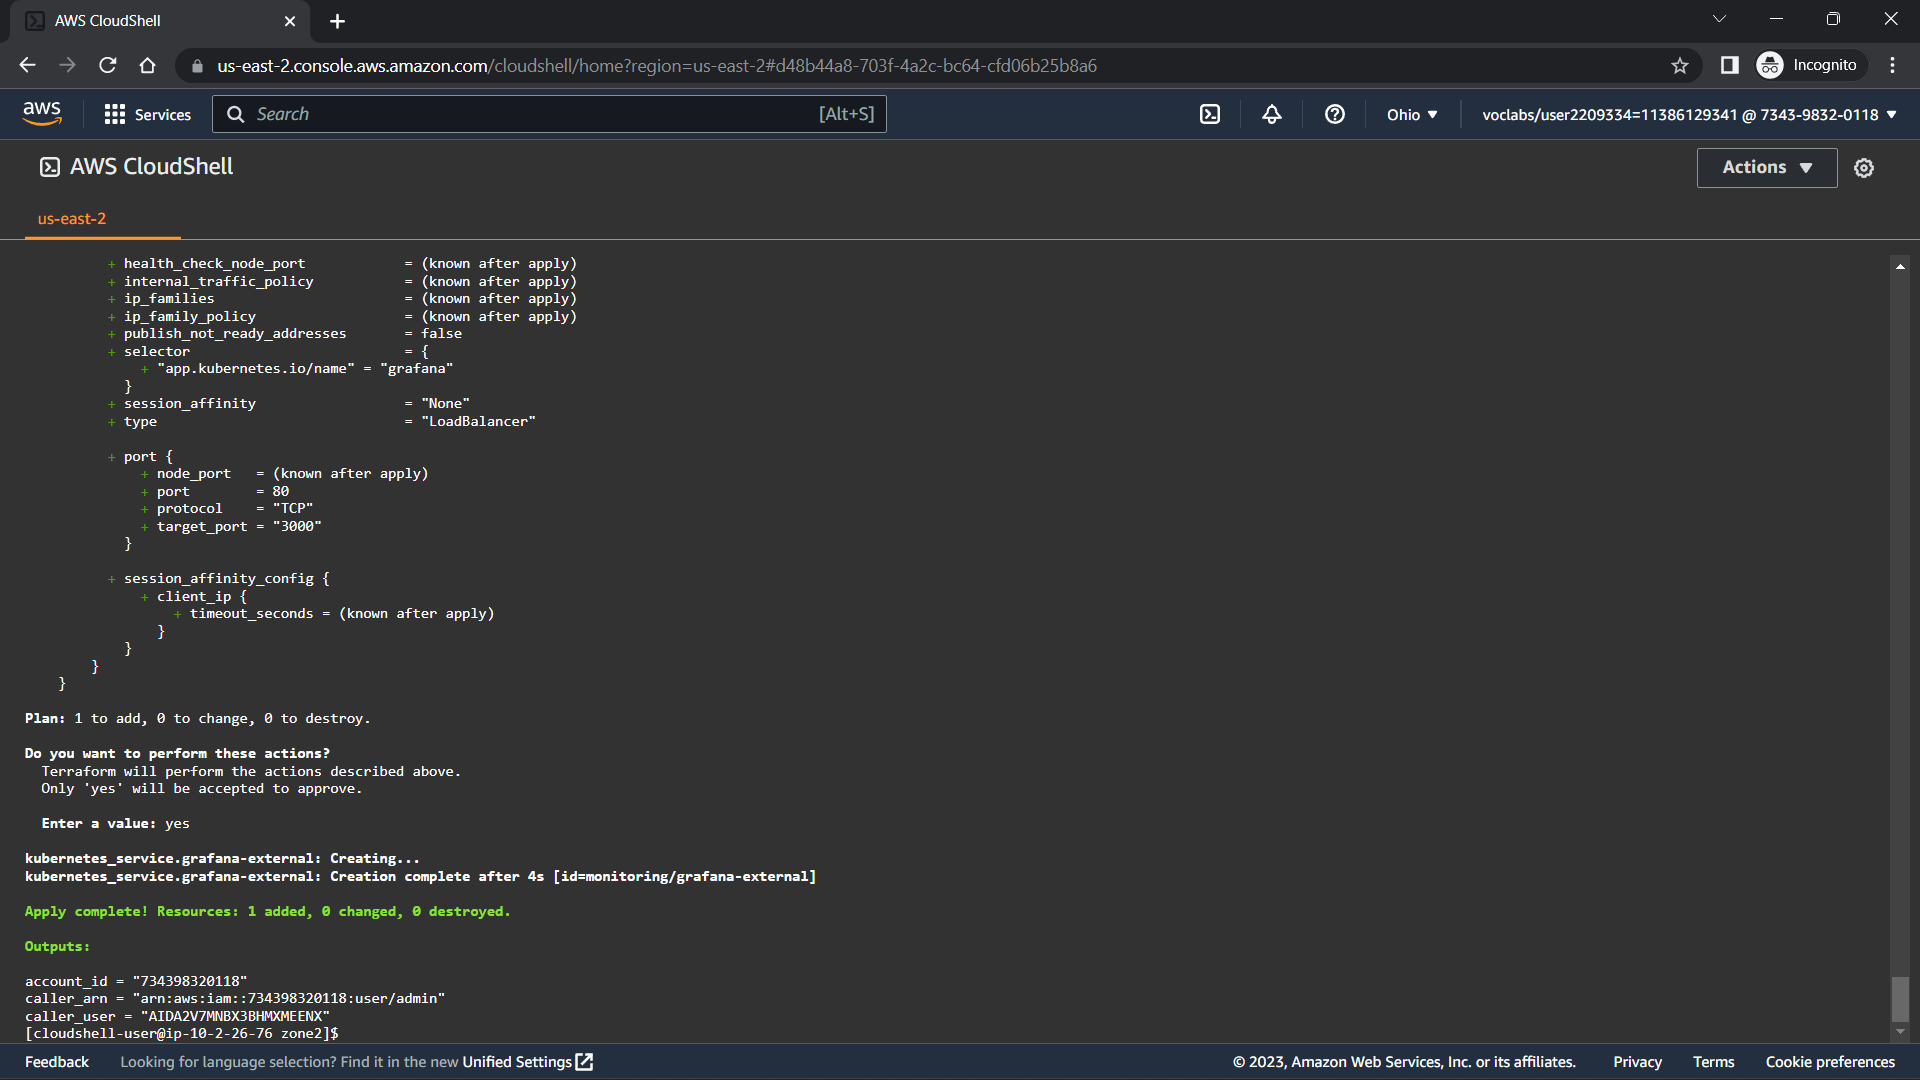 AWS CloudShell
us-east-2.console.aws.amazon.com/cloudshell/home?region=us-east-2#d48b44a8-703f-4a2c-bc64-cfd06b25b8a6
Incognito
aws
Services
Search
[Alt+S]
Ohio
voclabs/user2209334=11386129341 @ 7343-9832-0118
AWS CloudShell
Actions
us-east-2
+ health_check_node_port = (known after apply)
+ internal_traffic_policy = (known after apply)
+ ip_families = (known after apply)
+ ip_family_policy = (known after apply)
+ publish_not_ready_addresses = false
+ selector = {
+ "app.kubernetes.io/name" = "grafana"
}
+ session_affinity = "None"
+ type = "LoadBalancer"
+ port {
+ node_port = (known after apply)
+ port = 80
+ protocol = "TCP"
+ target_port = "3000"
}
+ session_affinity_config {
+ client_ip {
+ timeout_seconds = (known after apply)
}
}
}
}
Plan: 1 to add, 0 to change, 0 to destroy.
Do you want to perform these actions?
Terraform will perform the actions described above.
Only 'yes' will be accepted to approve.
Enter a value: yes
kubernetes_service.grafana-external: Creating...
kubernetes_service.grafana-external: Creation complete after 4s [id=monitoring/grafana-external]
Apply complete! Resources: 1 added, 0 changed, 0 destroyed.
Outputs:
account_id = "734398320118"
caller_arn = "arn:aws:iam::734398320118:user/admin"
caller_user = "AIDA2V7MNBX3BHMXMEENX"
[cloudshell-user@ip-10-2-26-76 zone2]$
Feedback
Looking for language selection? Find it in the new Unified Settings
© 2023, Amazon Web Services, Inc. or its affiliates.
Privacy
Terms
Cookie preferences